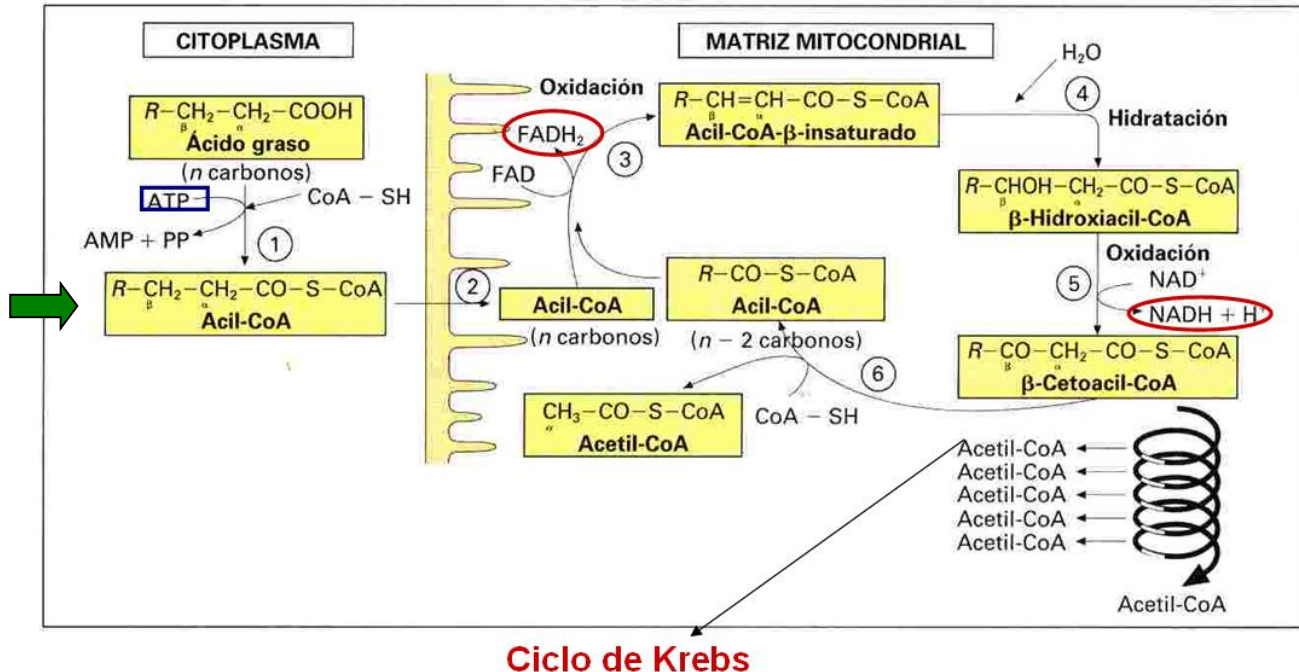 CITOPLASMA
MATRIZ MITOCONDRIAL
R-CH₂-CH₂-COOH
β α
Ácido graso
(n carbonos)
ATP
CoA-SH
AMP + PP
1
R-CH₂-CH₂-CO-S-CoA
β α
Acil-CoA
2
Acil-CoA
(n carbonos)
Oxidación
FADH₂
FAD
3
R-CH=CH-CO-S-CoA
β α
Acil-CoA-β-insaturado
H₂O
4
Hidratación
R-CHOH-CH₂-CO-S-CoA
β α
β-Hidroxiacil-CoA
Oxidación
5
NAD⁺
NADH + H⁺
R-CO-CH₂-CO-S-CoA
β α
β-Cetoacil-CoA
R-CO-S-CoA
Acil-CoA
(n - 2 carbonos)
6
CoA-SH
CH₃-CO-S-CoA
α
Acetil-CoA
Acetil-CoA
Acetil-CoA
Acetil-CoA
Acetil-CoA
Acetil-CoA
Acetil-CoA
Ciclo de Krebs